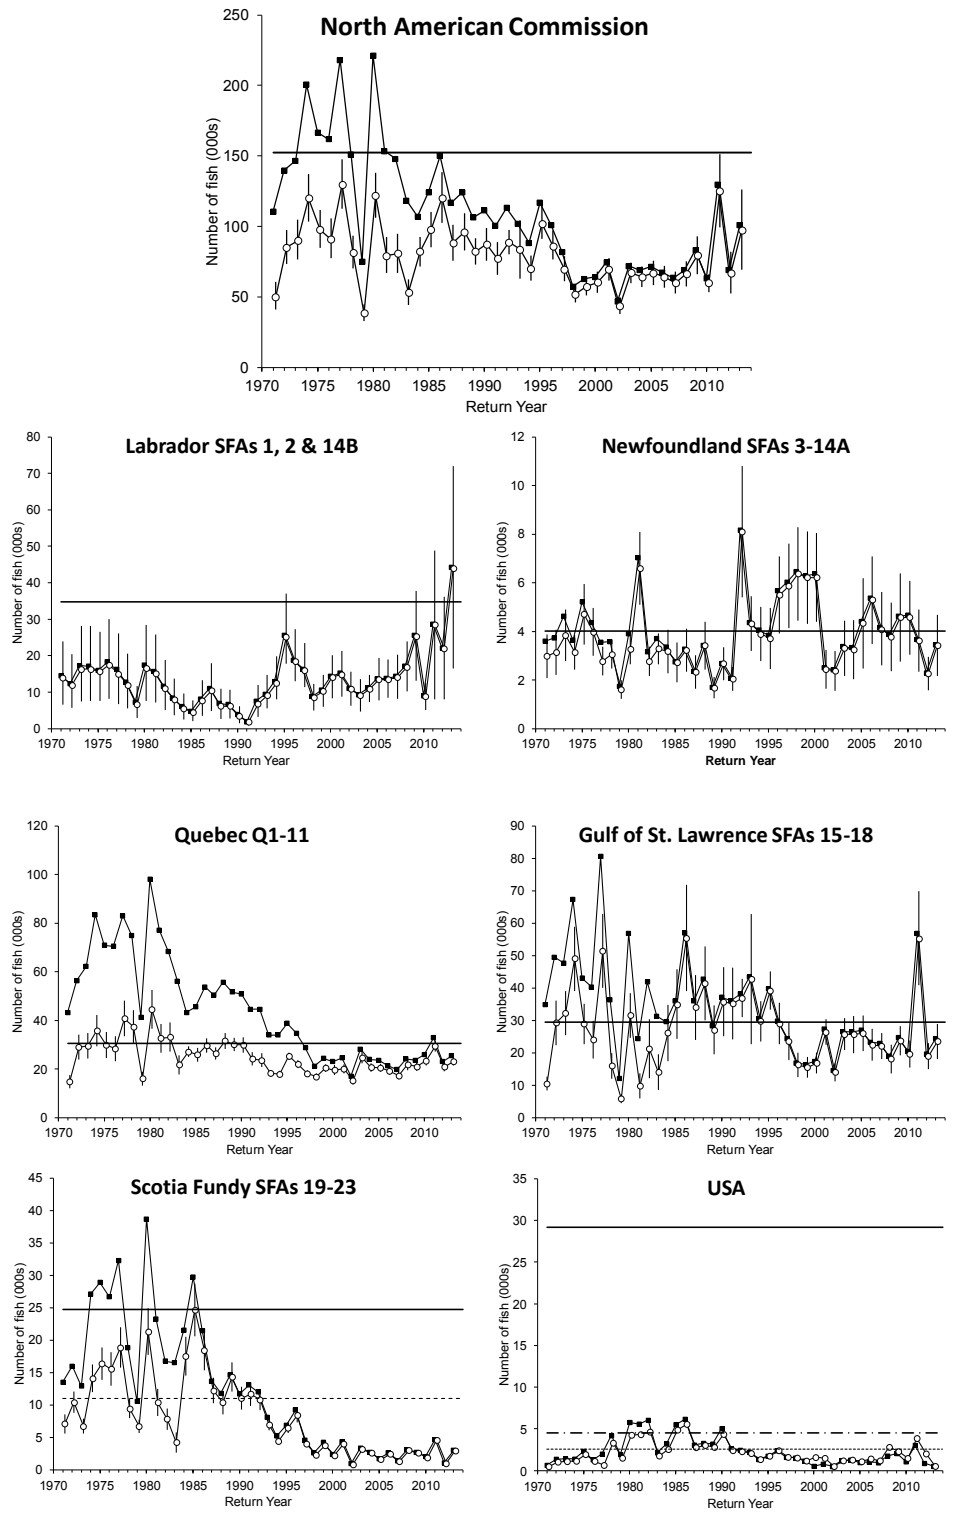 North American Commission
Number of fish (000s)
250
200
150
100
50
0
1970 1975 1980 1985 1990 1995 2000 2005 2010
Return Year
Labrador SFAs 1, 2 & 14B
Number of fish (000s)
80
70
60
50
40
30
20
10
0
1970 1975 1980 1985 1990 1995 2000 2005 2010
Return Year
Newfoundland SFAs 3-14A
Number of fish (000s)
12
10
8
6
4
2
0
1970 1975 1980 1985 1990 1995 2000 2005 2010
Return Year
Quebec Q1-11
Number of fish (000s)
120
100
80
60
40
20
0
1970 1975 1980 1985 1990 1995 2000 2005 2010
Return Year
Gulf of St. Lawrence SFAs 15-18
Number of fish (000s)
90
80
70
60
50
40
30
20
10
0
1970 1975 1980 1985 1990 1995 2000 2005 2010
Return Year
Scotia Fundy SFAs 19-23
Number of fish (000s)
45
40
35
30
25
20
15
10
5
0
1970 1975 1980 1985 1990 1995 2000 2005 2010
Return Year
USA
Number of fish (000s)
35
30
25
20
15
10
5
0
1970 1975 1980 1985 1990 1995 2000 2005 2010
Return Year